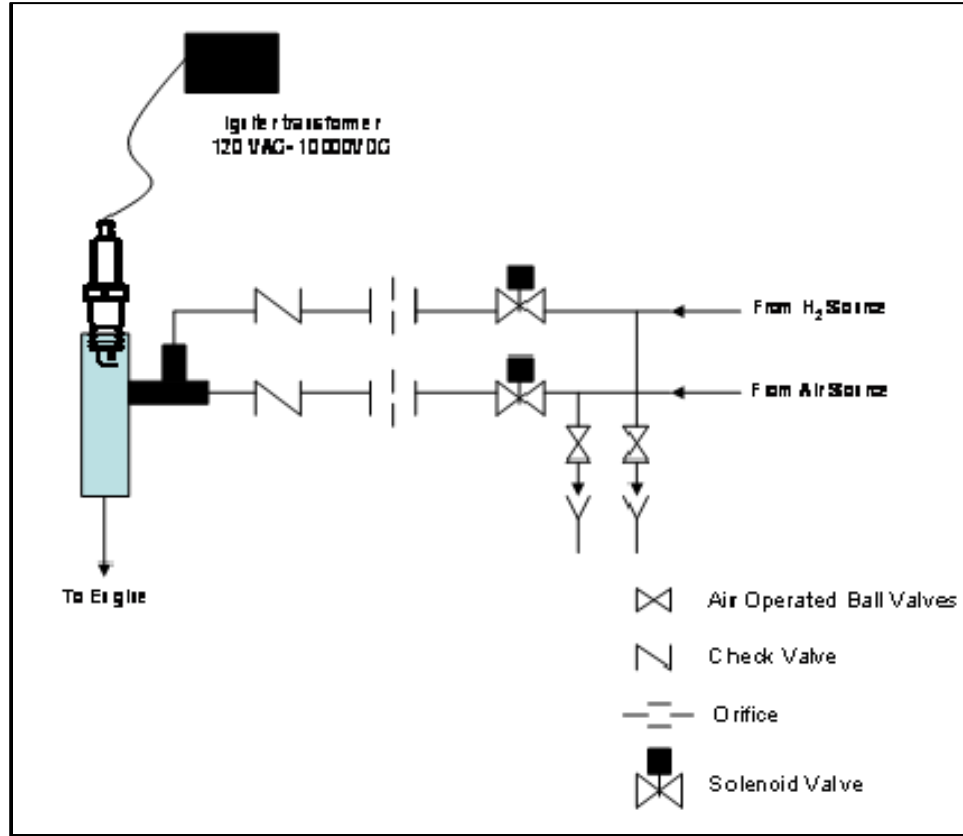 Igniter transformer
120 VAC- 10000VDC
From H₂ Source
From Air Source
To Engine
Air Operated Ball Valves
Check Valve
Orifice
Solenoid Valve